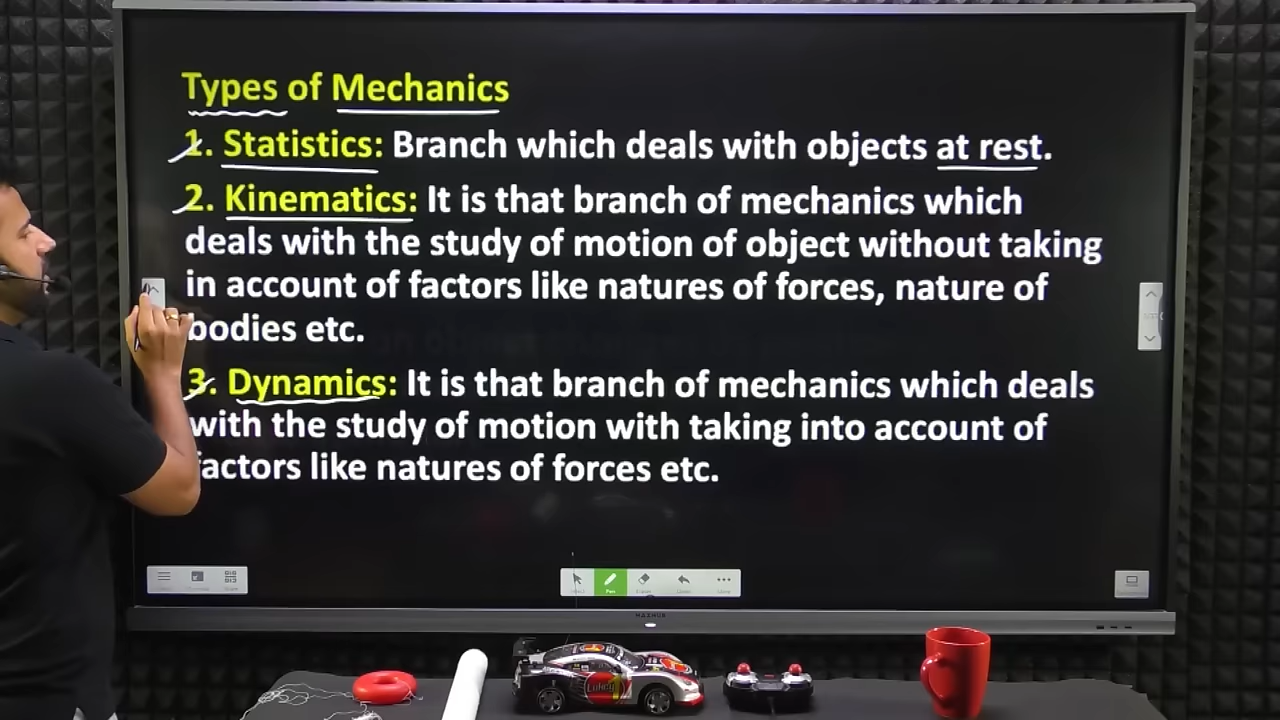 Types of Mechanics
1. Statistics: Branch which deals with objects at rest.
2. Kinematics: It is that branch of mechanics which
deals with the study of motion of object without taking
in account of factors like natures of forces, nature of
bodies etc.
3. Dynamics: It is that branch of mechanics which deals
with the study of motion with taking into account of
factors like natures of forces etc.
Pen
MAXHUB